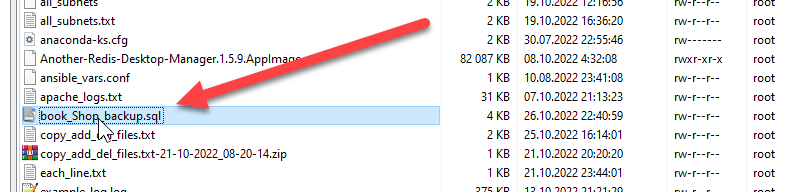 all_subnets 2 KB 19.10.2022 12:16:56 rw-r--r-- root
all_subnets.txt 2 KB 19.10.2022 16:36:20 rw-r--r-- root
anaconda-ks.cfg 2 KB 30.07.2022 22:55:46 rw------- root
Another-Redis-Desktop-Manager.1.5.9.AppImage 82 087 KB 08.10.2022 4:32:08 rwxr-xr-x root
ansible_vars.conf 1 KB 10.08.2022 23:41:08 rw-r--r-- root
apache_logs.txt 31 KB 07.10.2022 21:13:23 rw-r--r-- root
book_Shop_backup.sql 4 KB 26.10.2022 22:40:59 rw-r--r-- root
copy_add_del_files.txt 2 KB 25.10.2022 16:14:01 rw-r--r-- root
copy_add_del_files.txt-21-10-2022_08-20-14.zip 1 KB 21.10.2022 20:20:20 rw-r--r-- root
each_line.txt 1 KB 21.10.2022 23:44:01 rw-r--r-- root
example_log.log 375 KB 13.10.2022 21:21:29 rw-r--r-- root